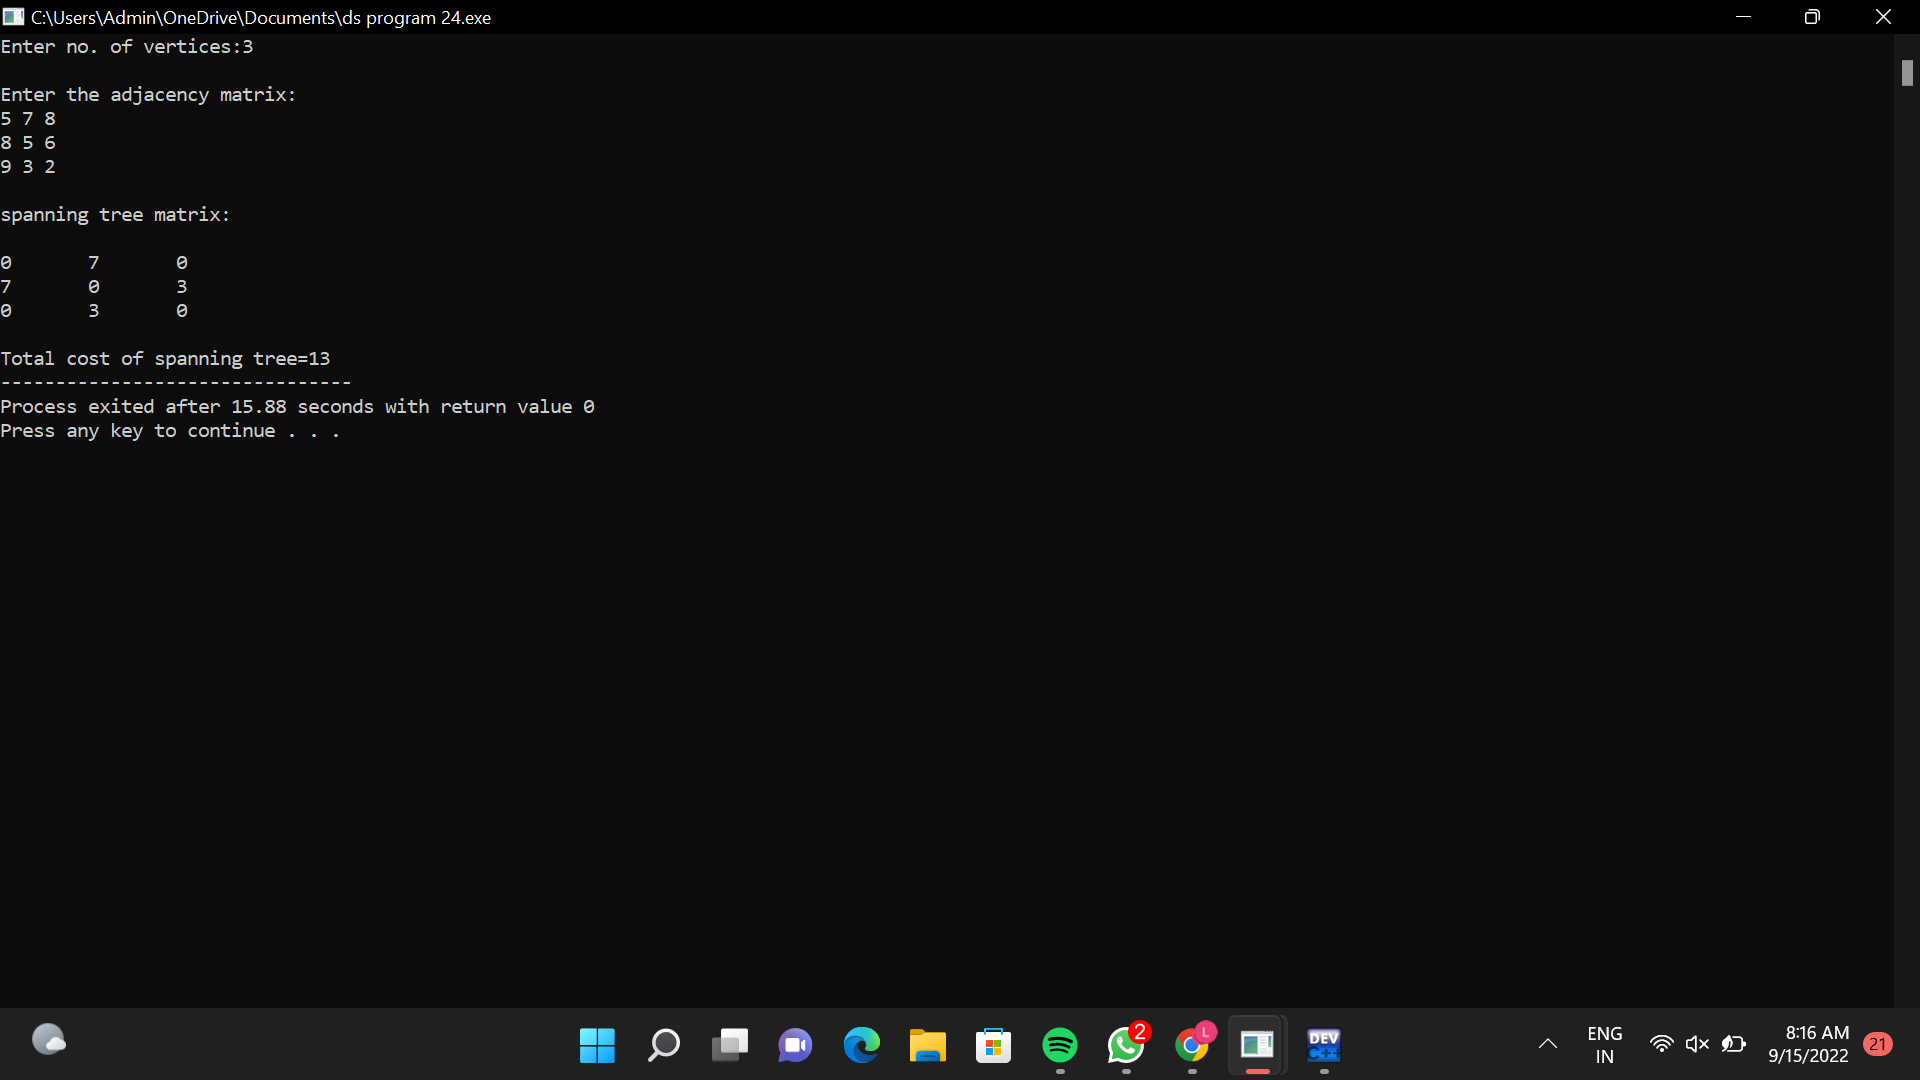 C:\Users\Admin\OneDrive\Documents\ds program 24.exe
Enter no. of vertices:3
Enter the adjacency matrix:
5 7 8
8 5 6
9 3 2
spanning tree matrix:
0 7 0
7 0 3
0 3 0
Total cost of spanning tree=13
--------------------------------
Process exited after 15.88 seconds with return value 0
Press any key to continue . . .
2
L
DEV
C++
ENG
IN
8:16 AM
9/15/2022
21